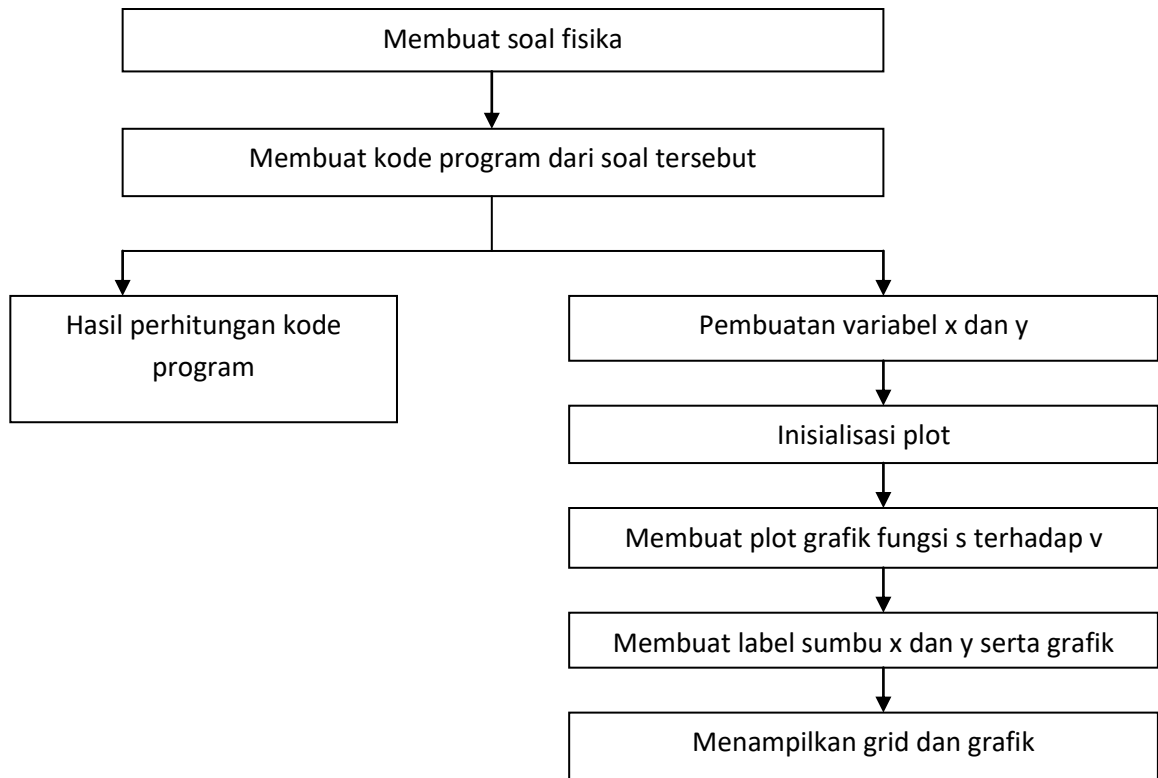 Membuat soal fisika
Membuat kode program dari soal tersebut
Hasil perhitungan kode
program
Pembuatan variabel x dan y
Inisialisasi plot
Membuat plot grafik fungsi s terhadap v
Membuat label sumbu x dan y serta grafik
Menampilkan grid dan grafik